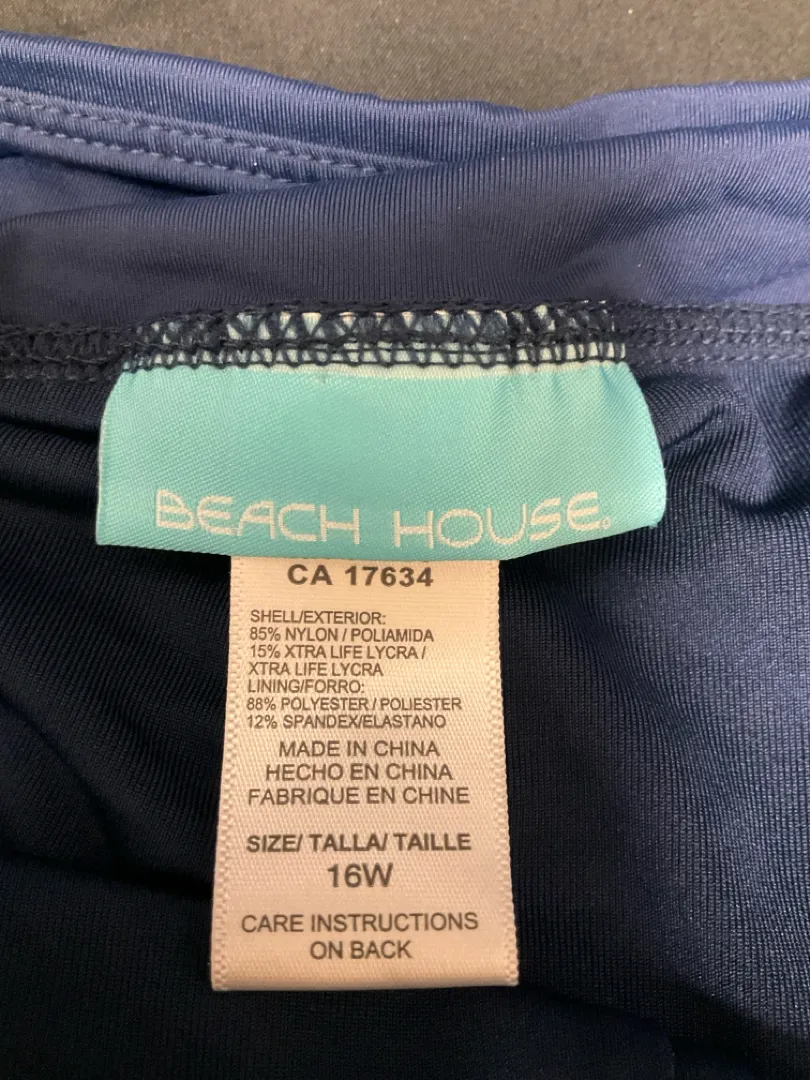 BEACH HOUSE®
CA 17634
SHELL/EXTERIOR:
85% NYLON / POLIAMIDA
15% XTRA LIFE LYCRA /
XTRA LIFE LYCRA
LINING/FORRO:
88% POLYESTER / POLIESTER
12% SPANDEX/ELASTANO
MADE IN CHINA
HECHO EN CHINA
FABRIQUE EN CHINE
SIZE/ TALLA/ TAILLE
16W
CARE INSTRUCTIONS
ON BACK